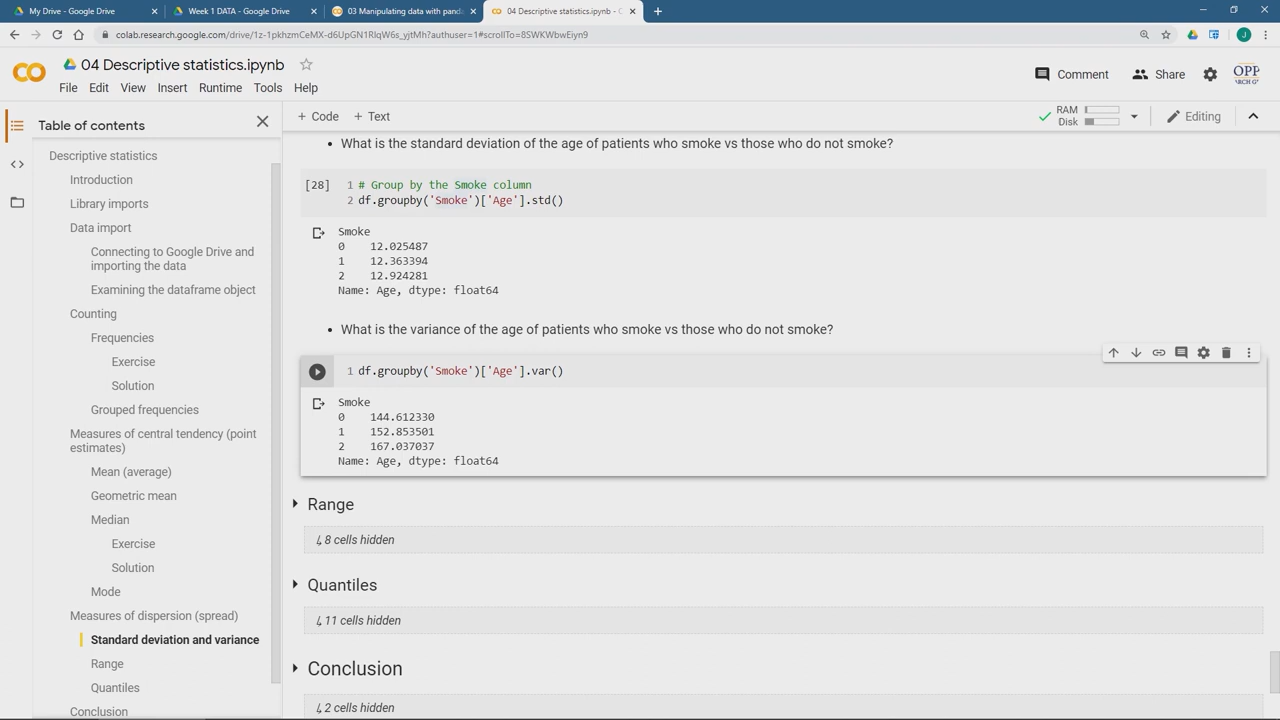 My Drive - Google Drive
Week 1 DATA - Google Drive
03 Manipulating data with panda
04 Descriptive statistics.ipynb - C
colab.research.google.com/drive/1z-1pkhzmCeMX-d6UpGN1RIqW6s_yjtMh?authuser=1#scrollTo=8SWKWbwEiyn9
J
CO
04 Descriptive statistics.ipynb
Comment
Share
OPP
File Edit View Insert Runtime Tools Help
+ Code + Text
RAM
Disk
Editing
Table of contents
Descriptive statistics
Introduction
Library imports
Data import
Connecting to Google Drive and
importing the data
Examining the dataframe object
Counting
Frequencies
Exercise
Solution
Grouped frequencies
Measures of central tendency (point
estimates)
Mean (average)
Geometric mean
Median
Exercise
Solution
Mode
Measures of dispersion (spread)
Standard deviation and variance
Range
Quantiles
Conclusion
• What is the standard deviation of the age of patients who smoke vs those who do not smoke?
[28] 1 # Group by the Smoke column
2 df.groupby('Smoke')['Age'].std()
Smoke
0 12.025487
1 12.363394
2 12.924281
Name: Age, dtype: float64
• What is the variance of the age of patients who smoke vs those who do not smoke?
1 df.groupby('Smoke')['Age'].var()
Smoke
0 144.612330
1 152.853501
2 167.037037
Name: Age, dtype: float64
Range
8 cells hidden
Quantiles
11 cells hidden
Conclusion
2 cells hidden